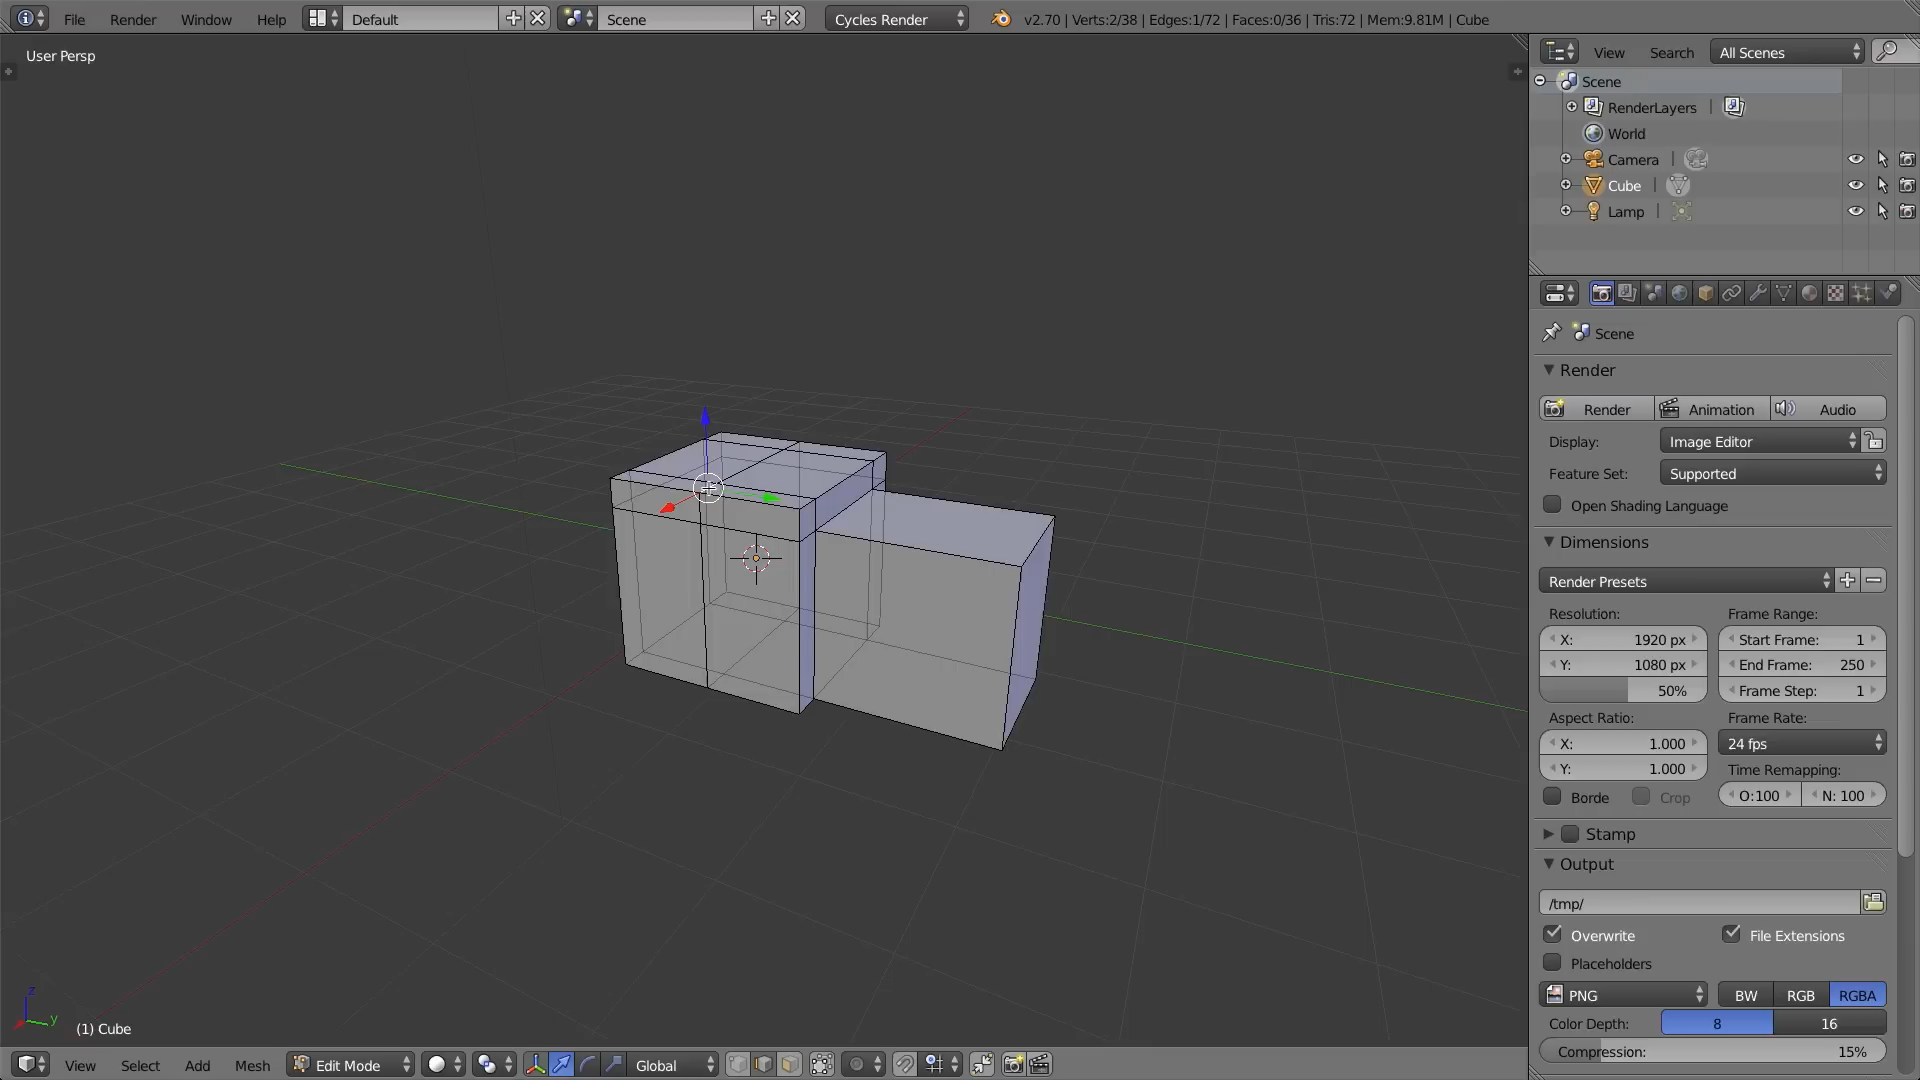 File Render Window Help Default Scene Cycles Render v2.70 | Verts:2/38 | Edges:1/72 | Faces:0/36 | Tris:72 | Mem:9.81M | Cube
User Persp
View Search All Scenes
Scene
RenderLayers
World
Camera
Cube
Lamp
Scene
Render
Render Animation Audio
Display: Image Editor
Feature Set: Supported
Open Shading Language
Dimensions
Render Presets
Resolution: Frame Range:
X: 1920 px Start Frame: 1
Y: 1080 px End Frame: 250
50% Frame Step: 1
Aspect Ratio: Frame Rate:
X: 1.000 24 fps
Y: 1.000 Time Remapping:
Borde Crop O:100 N: 100
Stamp
Output
/tmp/
Overwrite File Extensions
Placeholders
PNG BW RGB RGBA
Color Depth: 8 16
Compression: 15%
z
y
(1) Cube
View Select Add Mesh Edit Mode Global